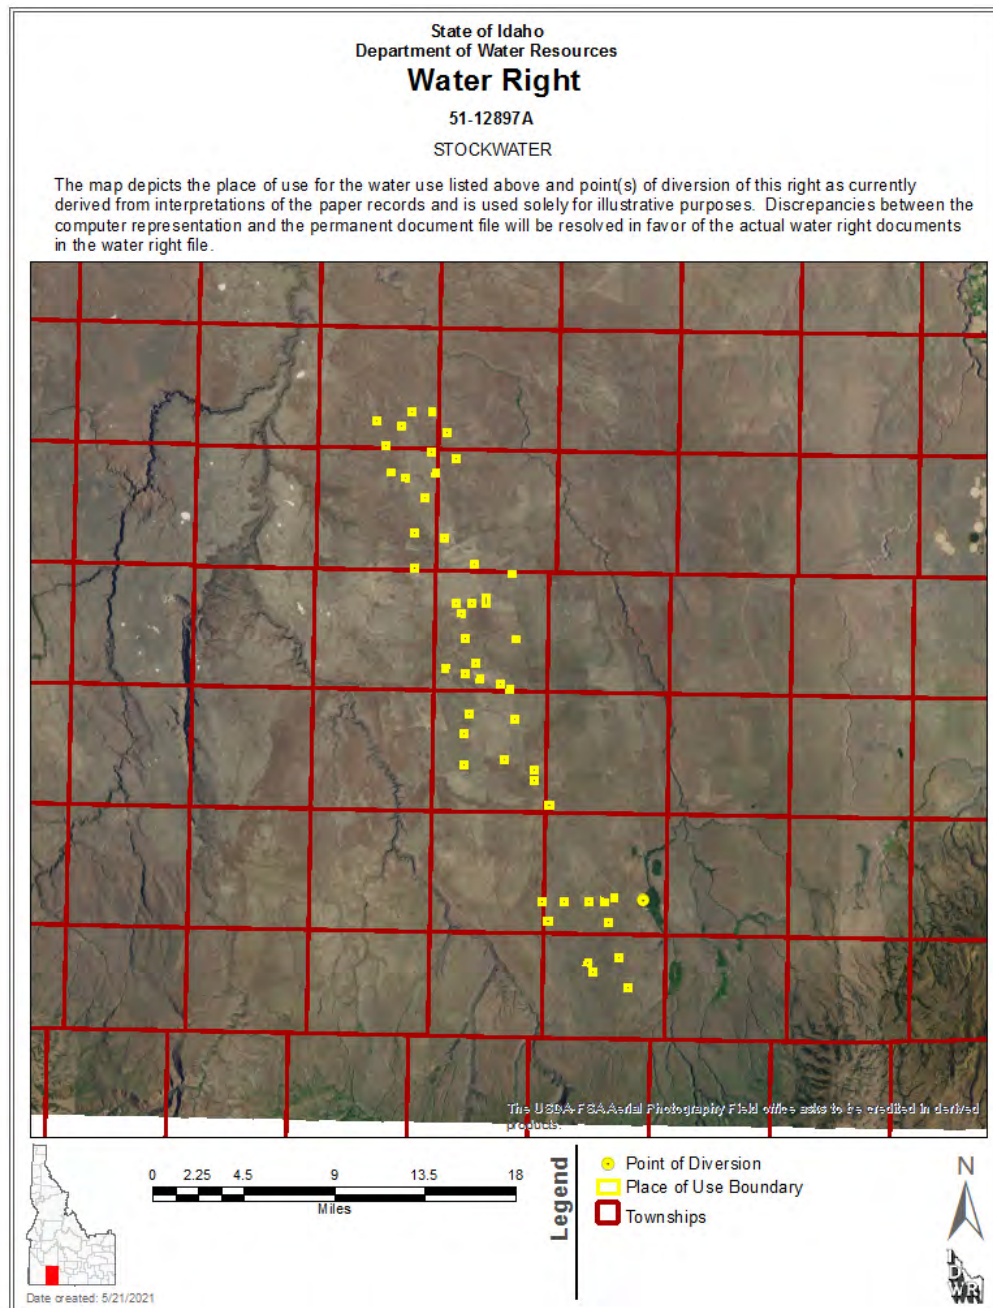 State of Idaho
Department of Water Resources
Water Right
51-12897A
STOCKWATER
The map depicts the place of use for the water use listed above and point(s) of diversion of this right as currently
derived from interpretations of the paper records and is used solely for illustrative purposes. Discrepancies between the
computer representation and the permanent document file will be resolved in favor of the actual water right documents
in the water right file.
The USDA-FSA Aerial Photography Field office asks to be credited in derived
products.
0 2.25 4.5 9 13.5 18
Miles
Legend
Point of Diversion
Place of Use Boundary
Townships
N
IDWR
Date created: 5/21/2021